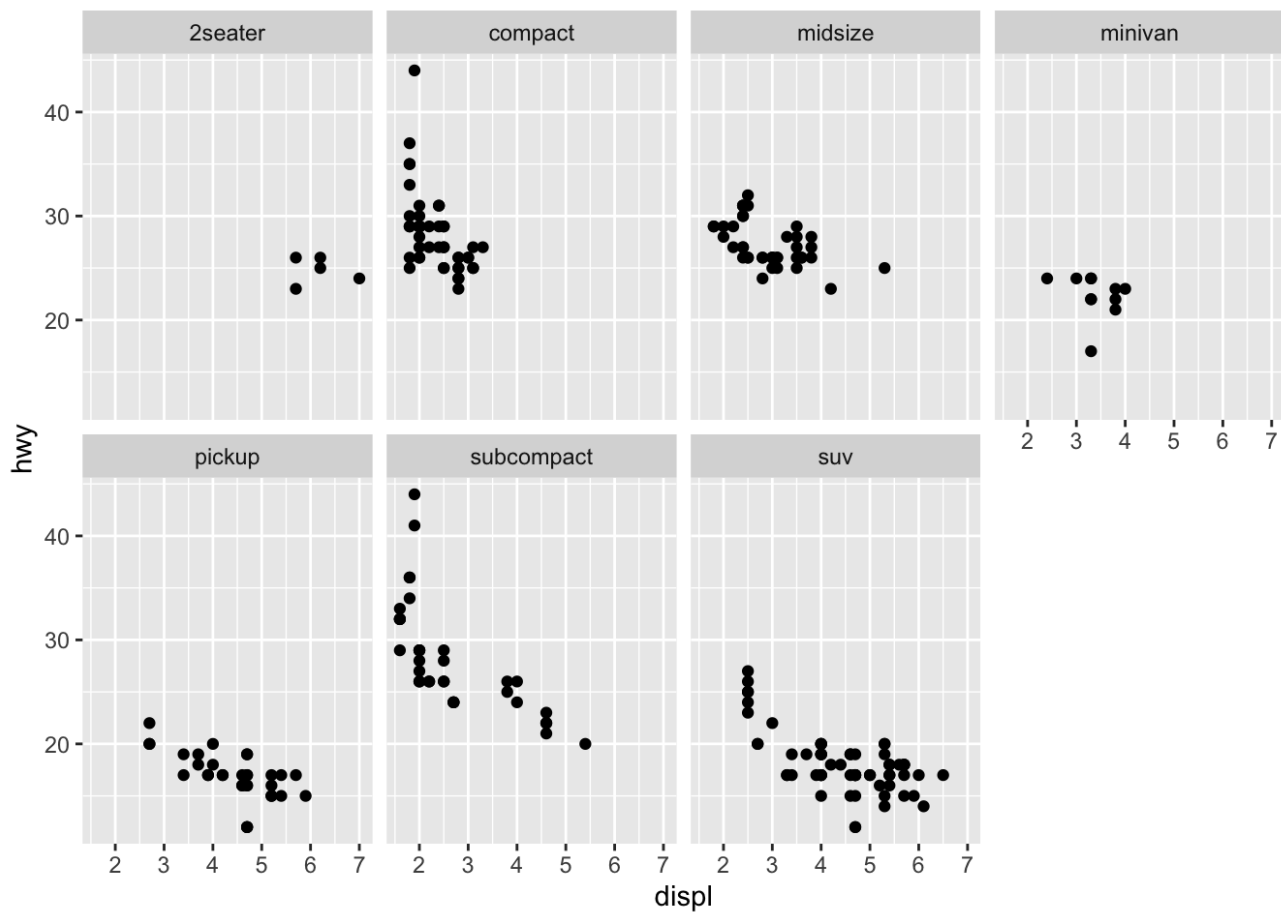 2seater compact midsize minivan
40
30
20
2 3 4 5 6 7
hwy
pickup subcompact suv
40
30
20
2 3 4 5 6 7 2 3 4 5 6 7 2 3 4 5 6 7
displ